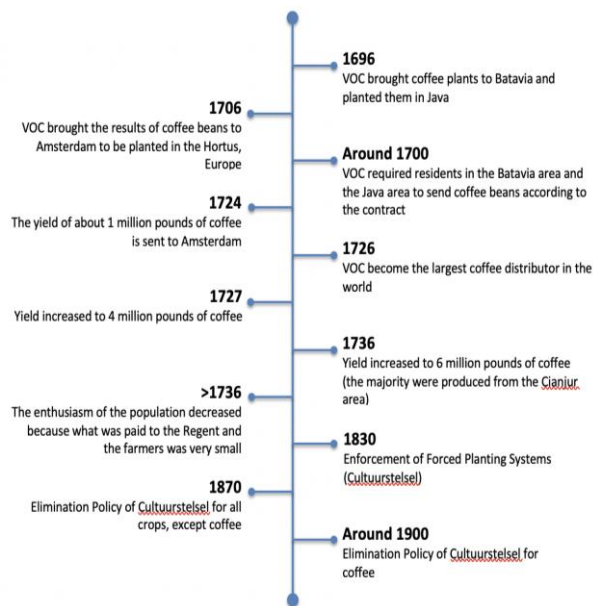 1696
VOC brought coffee plants to Batavia and
planted them in Java
1706
VOC brought the results of coffee beans to
Amsterdam to be planted in the Hortus,
Europe
Around 1700
VOC required residents in the Batavia area and
the Java area to send coffee beans according to
the contract
1724
The yield of about 1 million pounds of coffee
is sent to Amsterdam
1726
VOC become the largest coffee distributor in the
world
1727
Yield increased to 4 million pounds of coffee
1736
Yield increased to 6 million pounds of coffee
(the majority were produced from the Cianjur
area)
>1736
The enthusiasm of the population decreased
because what was paid to the Regent and
the farmers was very small
1830
Enforcement of Forced Planting Systems
(Cultuurstelsel)
1870
Elimination Policy of Cultuurstelsel for all
crops, except coffee
Around 1900
Elimination Policy of Cultuurstelsel for
coffee